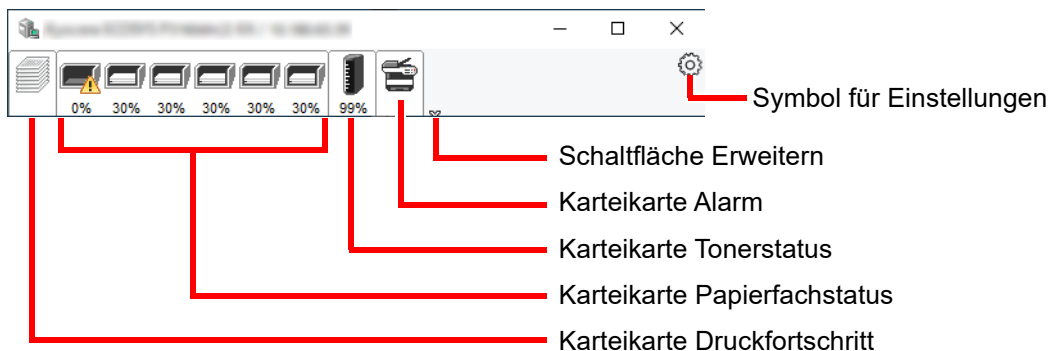 0% 30% 30% 30% 30% 30% 99%
Symbol für Einstellungen
Schaltfläche Erweitern
Karteikarte Alarm
Karteikarte Tonerstatus
Karteikarte Papierfachstatus
Karteikarte Druckfortschritt